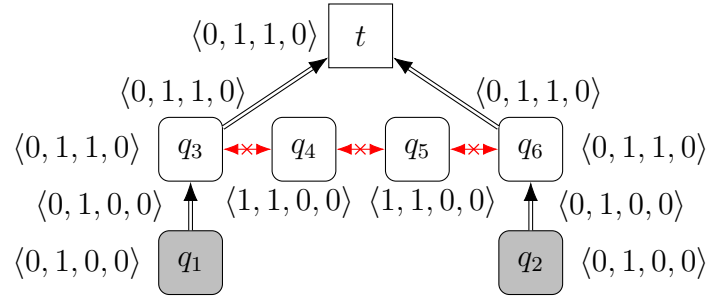 ⟨0, 1, 1, 0⟩ t
⟨0, 1, 1, 0⟩ ⟨0, 1, 1, 0⟩
⟨0, 1, 1, 0⟩ q₃ q₄ q₅ q₆ ⟨0, 1, 1, 0⟩
⟨0, 1, 0, 0⟩ ⟨1, 1, 0, 0⟩ ⟨1, 1, 0, 0⟩ ⟨0, 1, 0, 0⟩
⟨0, 1, 0, 0⟩ q₁ q₂ ⟨0, 1, 0, 0⟩